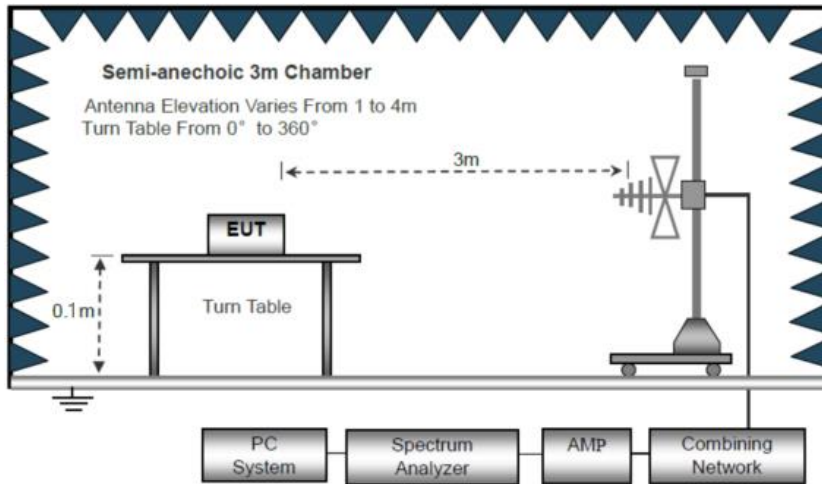 Semi-anechoic 3m Chamber
Antenna Elevation Varies From 1 to 4m
Turn Table From 0° to 360°
3m
EUT
0.1m
Turn Table
PC
System
Spectrum
Analyzer
AMP
Combining
Network